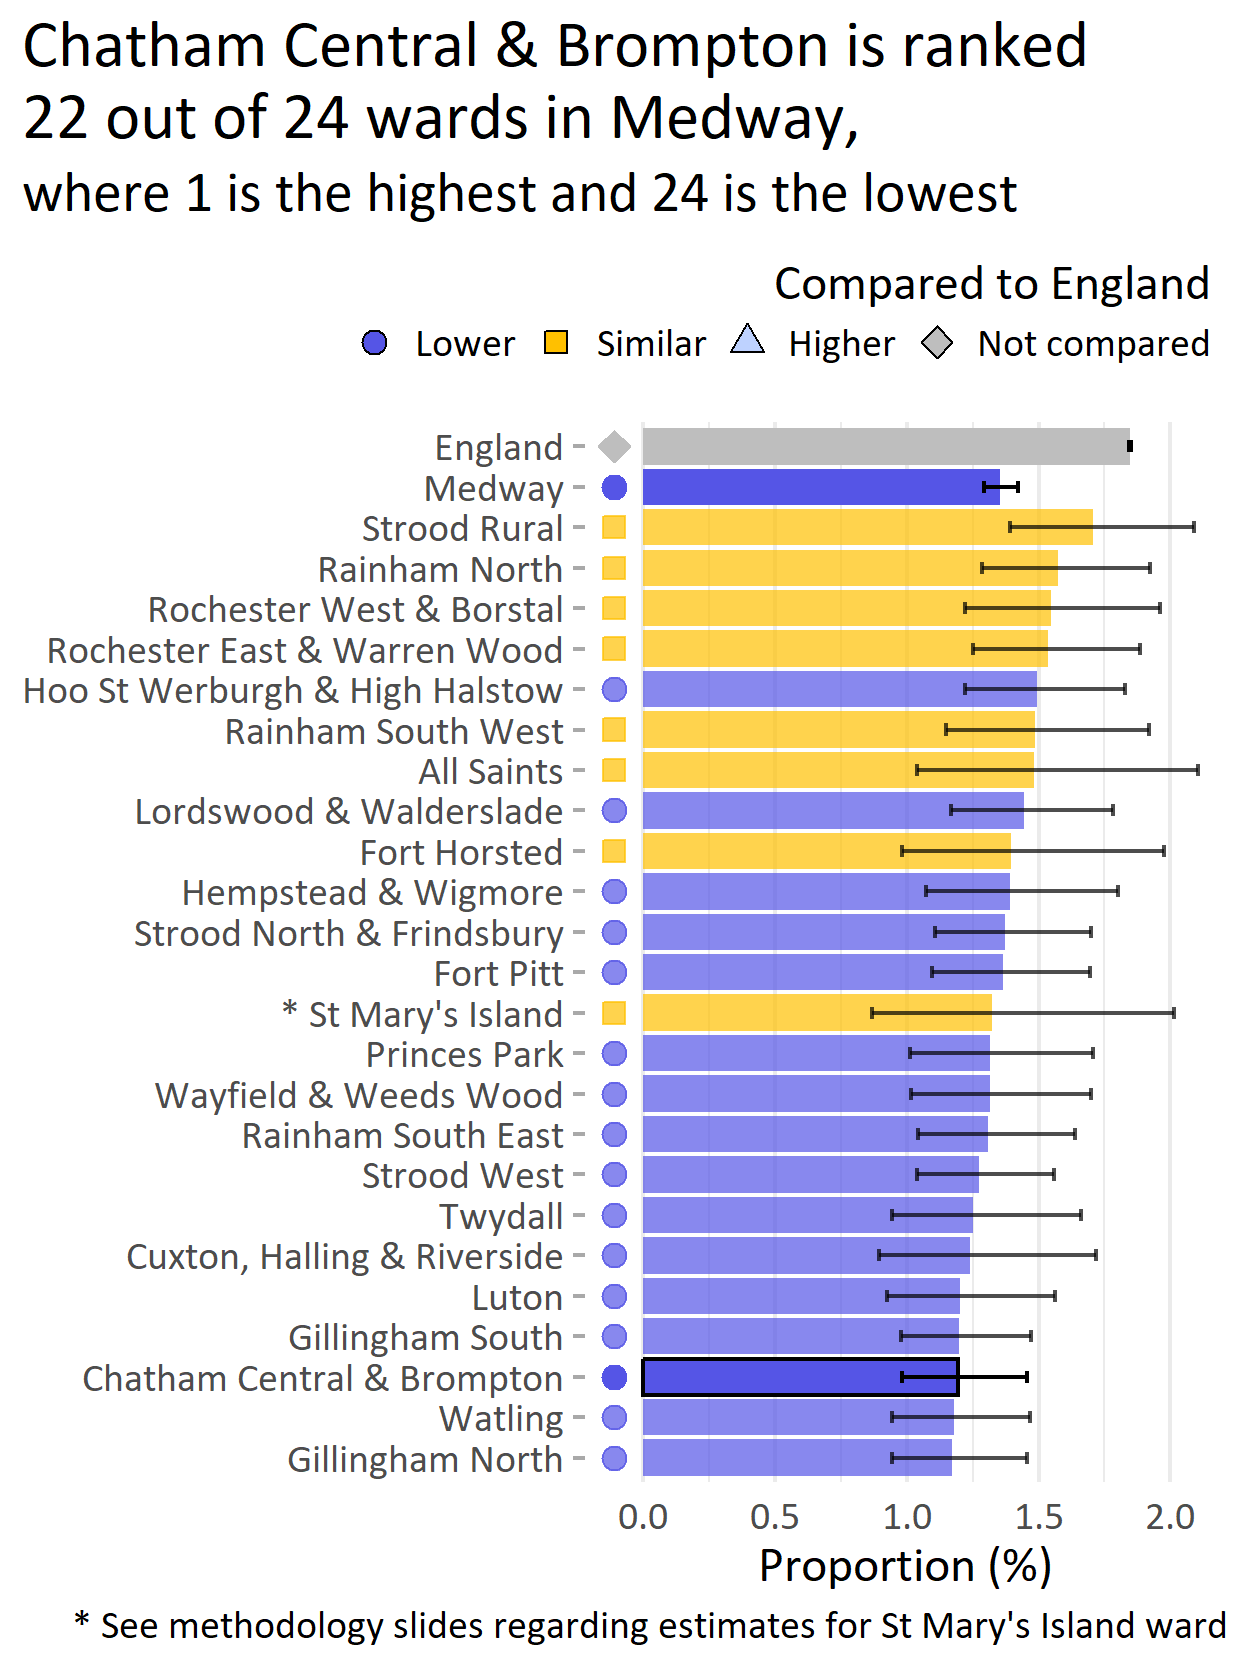 Chatham Central & Brompton is ranked
22 out of 24 wards in Medway,
where 1 is the highest and 24 is the lowest
Compared to England
Lower Similar Higher Not compared
England
Medway
Strood Rural
Rainham North
Rochester West & Borstal
Rochester East & Warren Wood
Hoo St Werburgh & High Halstow
Rainham South West
All Saints
Lordswood & Walderslade
Fort Horsted
Hempstead & Wigmore
Strood North & Frindsbury
Fort Pitt
* St Mary's Island
Princes Park
Wayfield & Weeds Wood
Rainham South East
Strood West
Twydall
Cuxton, Halling & Riverside
Luton
Gillingham South
Chatham Central & Brompton
Watling
Gillingham North
0.0 0.5 1.0 1.5 2.0
Proportion (%)
* See methodology slides regarding estimates for St Mary's Island ward